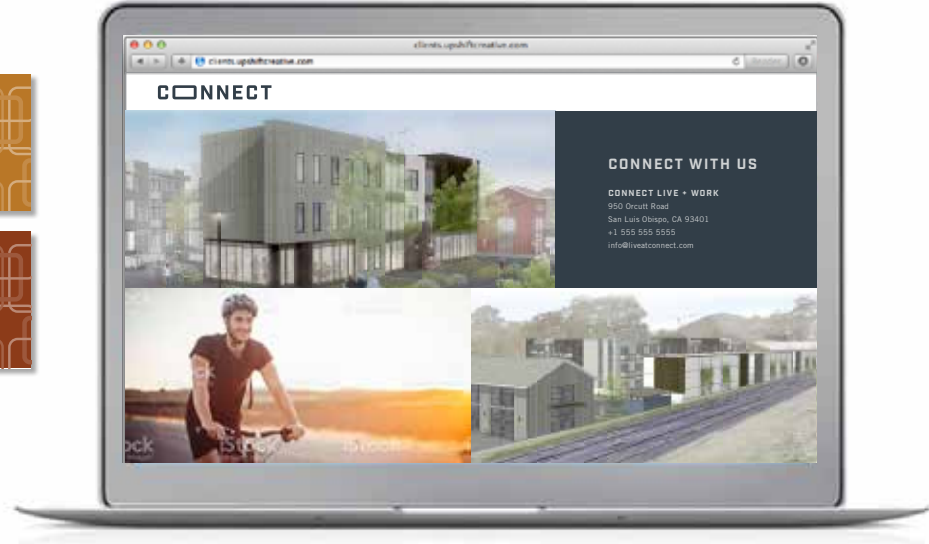 clients.upshiftcreative.com
clients.upshiftcreative.com
Reader
CONNECT
CONNECT WITH US
CONNECT LIVE + WORK
950 Orcutt Road
San Luis Obispo, CA 93401
+1 555 555 5555
info@liveatconnect.com
iStock